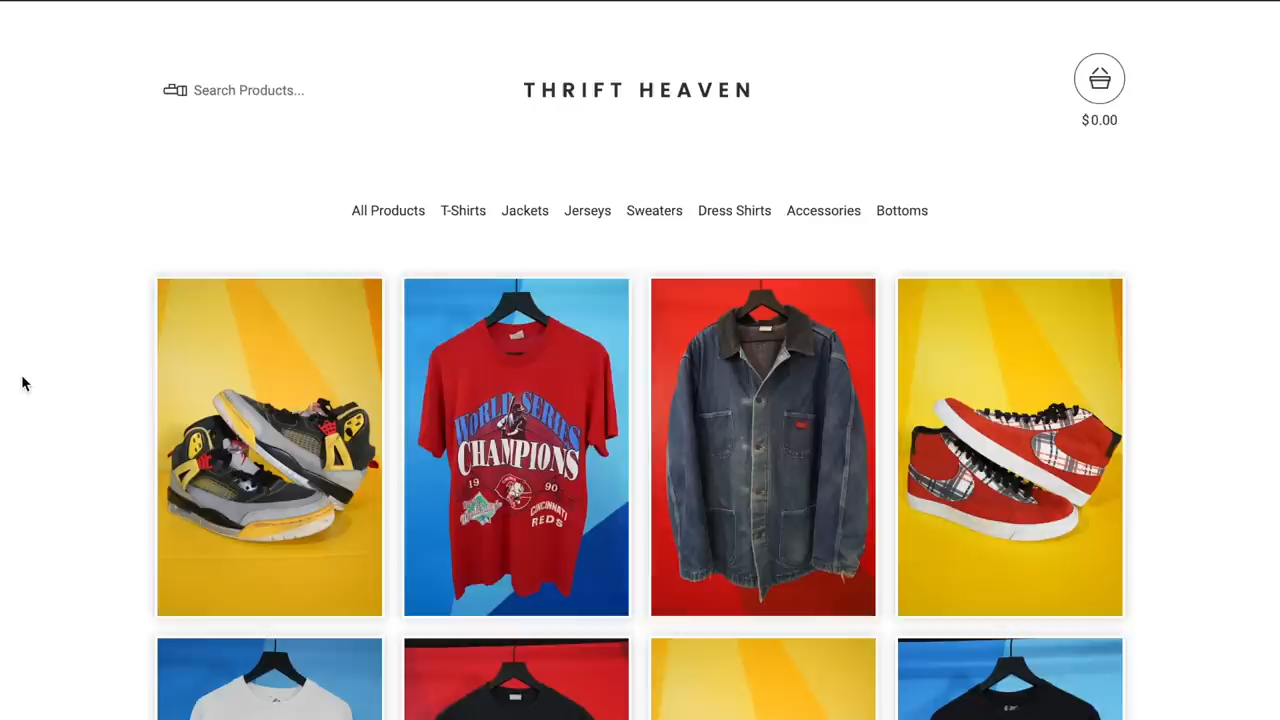 Search Products...
THRIFT HEAVEN
$0.00
All Products T-Shirts Jackets Jerseys Sweaters Dress Shirts Accessories Bottoms
WORLD SERIES
CHAMPIONS
19 90
CINCINNATI
REDS